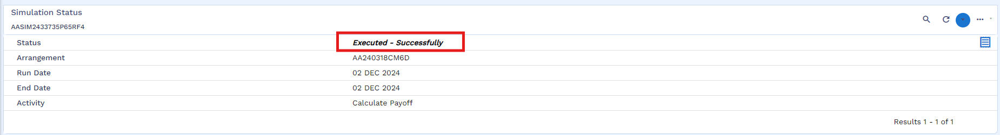 Simulation Status
AASIM2433735P65RF4
Status Executed - Successfully
Arrangement AA240318CM6D
Run Date 02 DEC 2024
End Date 02 DEC 2024
Activity Calculate Payoff
Results 1 - 1 of 1